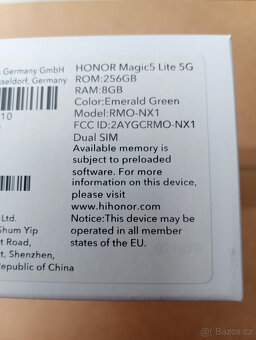 , Germany GmbH
sseldorf, Germany
10
Ltd.
Shum Yip
t Road,
ct, Shenzhen,
epublic of China
HONOR Magic5 Lite 5G
ROM:256GB
RAM:8GB
Color:Emerald Green
Model:RMO-NX1
FCC ID:2AYGCRMO-NX1
Dual SIM
Available memory is
subject to preloaded
software. For more
information on this
device, please visit
www.hihonor.com
Notice:This device may be
operated in all member
states of the EU.
Bazoš.cz